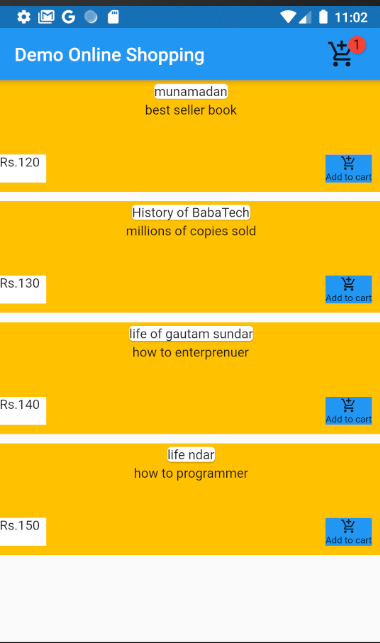 11:02
Demo Online Shopping
1
munamadan
best seller book
Rs.120
Add to cart
History of BabaTech
millions of copies sold
Rs.130
Add to cart
life of gautam sundar
how to enterprenuer
Rs.140
Add to cart
life ndar
how to programmer
Rs.150
Add to cart